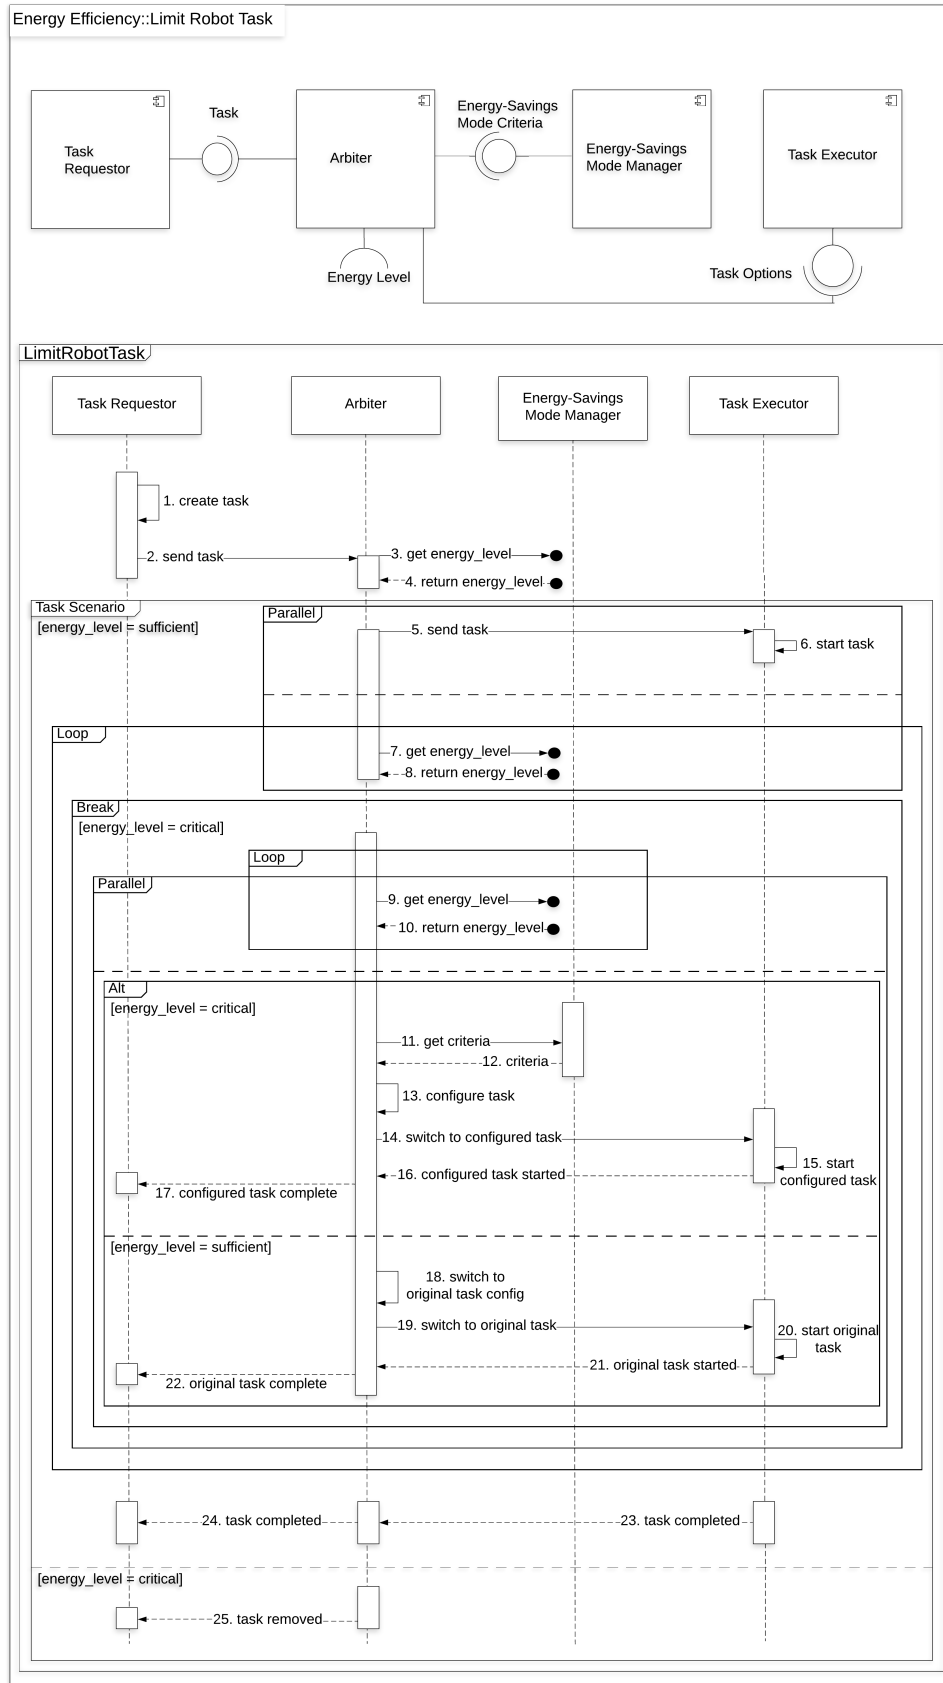 Energy Efficiency::Limit Robot Task
Task
Requestor
Task
Arbiter
Energy-Savings
Mode Criteria
Energy-Savings
Mode Manager
Task Executor
Energy Level
Task Options
LimitRobotTask
Task Requestor
Arbiter
Energy-Savings
Mode Manager
Task Executor
1. create task
2. send task
3. get energy_level
4. return energy_level
Task Scenario
[energy_level = sufficient]
Parallel
5. send task
6. start task
Loop
7. get energy_level
8. return energy_level
Break
[energy_level = critical]
Loop
Parallel
9. get energy_level
10. return energy_level
Alt
[energy_level = critical]
11. get criteria
12. criteria
13. configure task
14. switch to configured task
15. start
configured task
16. configured task started
17. configured task complete
[energy_level = sufficient]
18. switch to
original task config
19. switch to original task
20. start original
task
21. original task started
22. original task complete
24. task completed
23. task completed
[energy_level = critical]
25. task removed